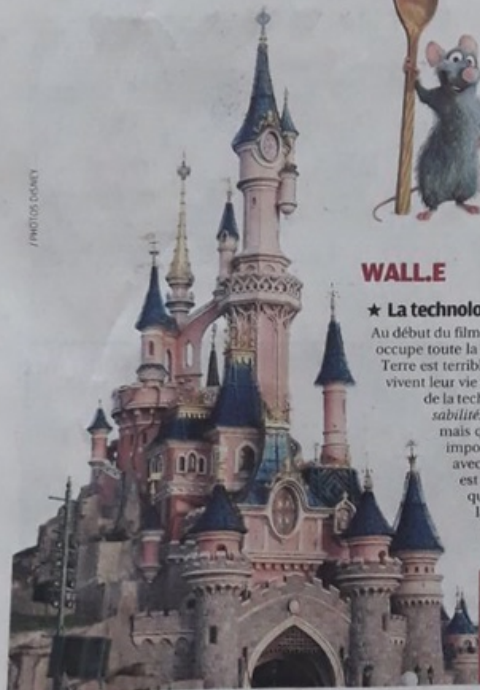 / PHOTOS DISNEY
WALL.E
★ La technolo
Au début du film
occupe toute la
Terre est terribl
vivent leur vie
de la tech
sabilité
mais q
impo
avec
est
qu
l